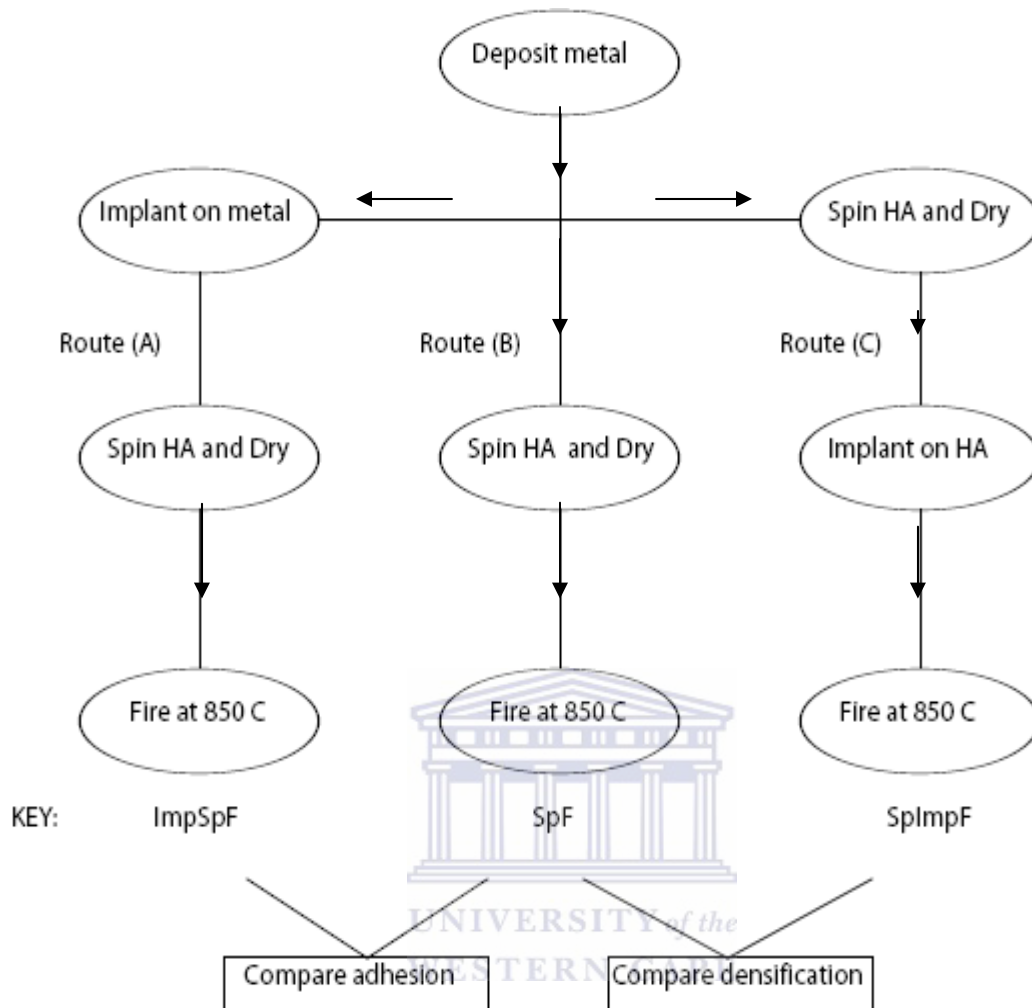 Deposit metal
Implant on metal
Spin HA and Dry
Route (A)
Route (B)
Route (C)
Spin HA and Dry
Spin HA and Dry
Implant on HA
Fire at 850 C
Fire at 850 C
Fire at 850 C
KEY:
ImpSpF
SpF
SpImpF
UNIVERSITY of the
WESTERN CAPE
Compare adhesion
Compare densification